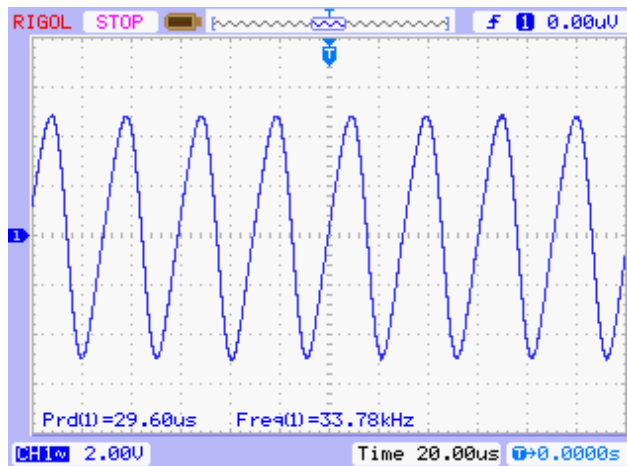 RIGOL STOP T f 1 0.00uV
T
1
Prd(1)=29.60us Freq(1)=33.78kHz
CH1~ 2.00V Time 20.00us T→0.0000s